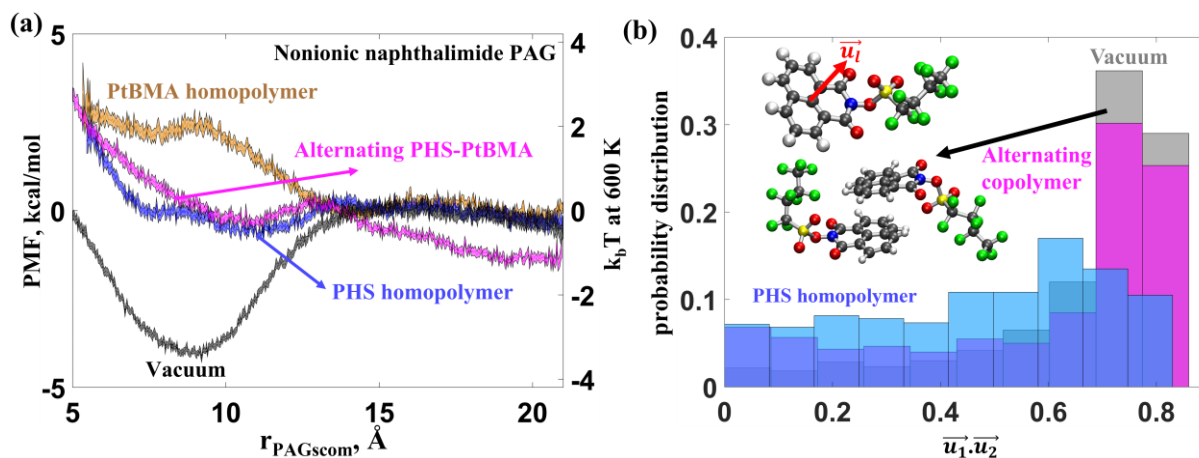 (a)
5
0
-5
PMF, kcal/mol
Nonionic naphthalimide PAG
PtBMA homopolymer
Alternating PHS-PtBMA
PHS homopolymer
Vacuum
4
2
0
-2
-4
k_bT at 600 K
5 10 15 20
r_PAGscom, Å
(b)
0.4
0.3
0.2
0.1
0
probability distribution
u_l
Vacuum
Alternating
copolymer
PHS homopolymer
0 0.2 0.4 0.6 0.8
u_1.u_2